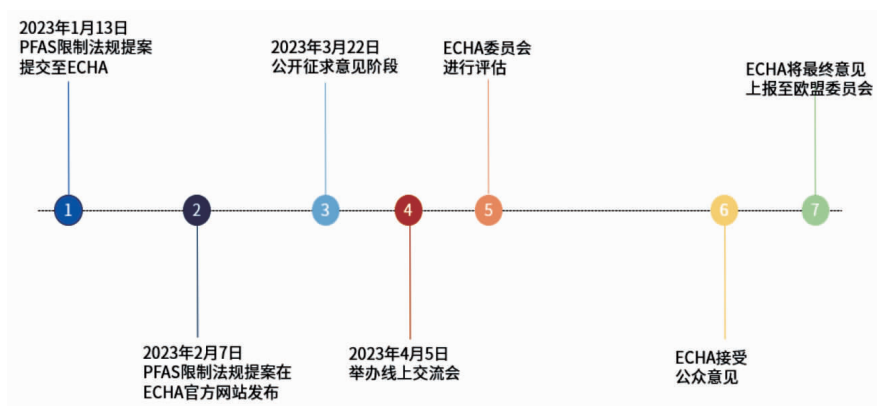 2023年1月13日
PFAS限制法规提案
提交至ECHA
2023年3月22日
公开征求意见阶段
ECHA委员会
进行评估
ECHA将最终意见
上报至欧盟委员会
1
2
3
4
5
6
7
2023年2月7日
PFAS限制法规提案在
ECHA官方网站发布
2023年4月5日
举办线上交流会
ECHA接受
公众意见